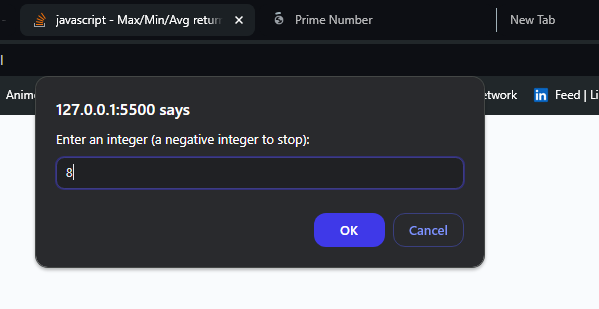 javascript - Max/Min/Avg return
Prime Number
New Tab
127.0.0.1:5500 says
Anim
etwork
in
Feed | Li
Enter an integer (a negative integer to stop):
8
OK
Cancel